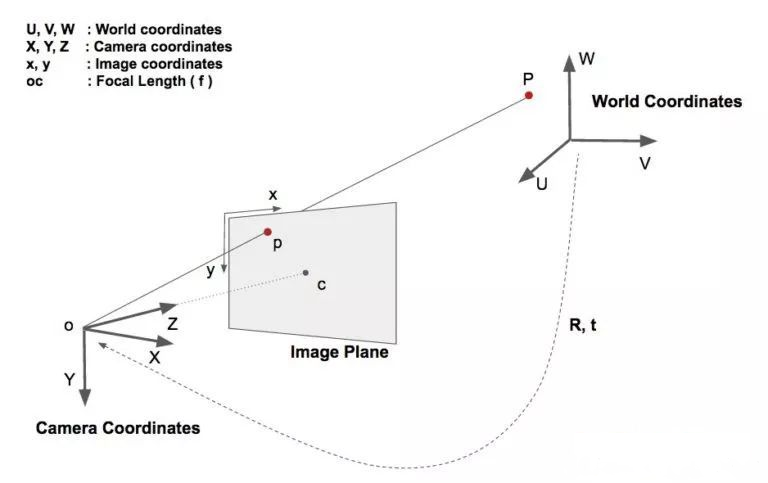 U, V, W : World coordinates
X, Y, Z : Camera coordinates
x, y : Image coordinates
oc : Focal Length ( f )
P
W
World Coordinates
V
U
x
p
y
c
o
Z
X
Y
R, t
Image Plane
Camera Coordinates